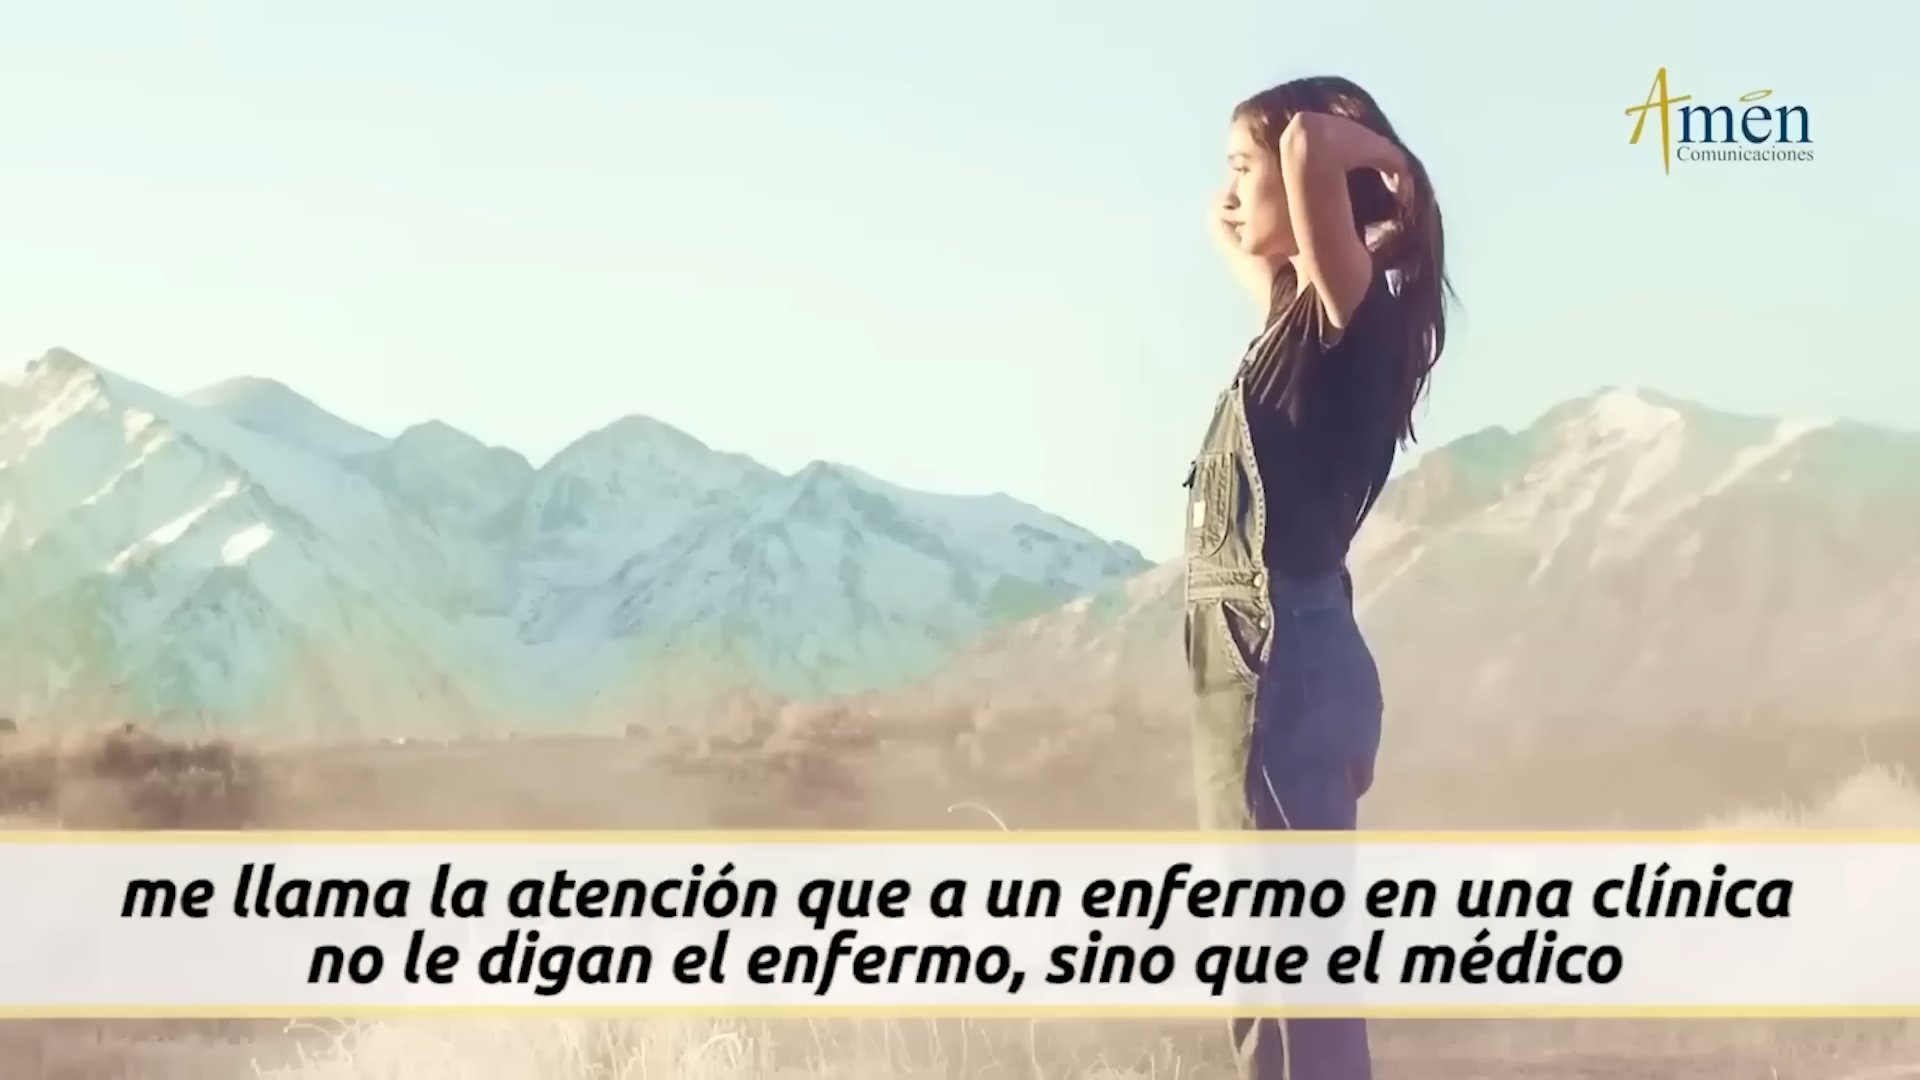 Amén
Comunicaciones
me llama la atención que a un enfermo en una clínica
no le digan el enfermo, sino que el médico